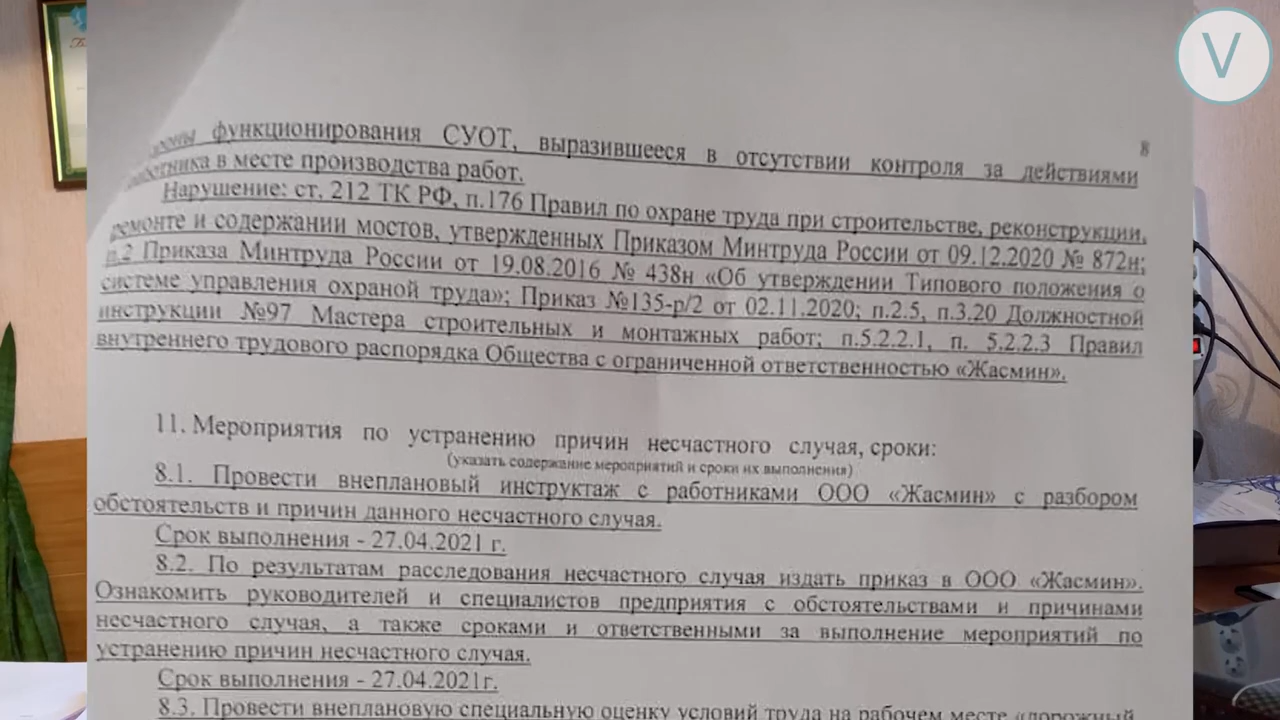 V
8
функционирования СУОТ, выразившееся в отсутствии контроля за действиями
в месте производства работ.
Нарушение: ст. 212 ТК РФ, п.176 Правил по охране труда при строительстве, реконструкции,
ремонте и содержании мостов, утвержденных Приказом Минтруда России от 09.12.2020 № 872н;
п.2 Приказа Минтруда России от 19.08.2016 № 438н «Об утверждении Типового положения о
системе управления охраной труда»; Приказ №135-р/2 от 02.11.2020; п.2.5, п.3.20 Должностной
инструкции №97 Мастера строительных и монтажных работ; п.5.2.2.1, п. 5.2.2.3 Правил
внутреннего трудового распорядка Общества с ограниченной ответственностью «Жасмин».
11. Мероприятия по устранению причин несчастного случая, сроки:
(указать содержание мероприятий и сроки их выполнения)
8.1. Провести внеплановый инструктаж с работниками ООО «Жасмин» с разбором
обстоятельств и причин данного несчастного случая.
Срок выполнения - 27.04.2021 г.
8.2. По результатам расследования несчастного случая издать приказ в ООО «Жасмин».
Ознакомить руководителей и специалистов предприятия с обстоятельствами и причинами
несчастного случая, а также сроками и ответственными за выполнение мероприятий по
устранению причин несчастного случая.
Срок выполнения - 27.04.2021г.
8.3. Провести внеплановую специальную оценку условий труда на рабочем месте «дорожный